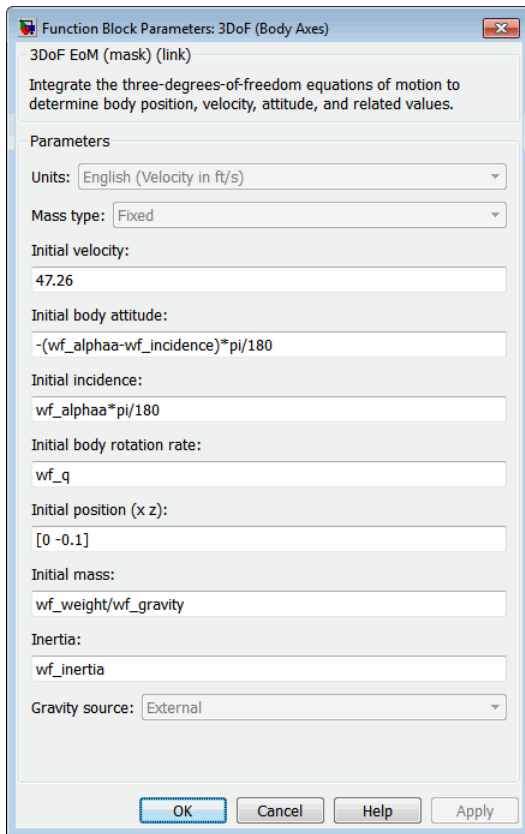 Function Block Parameters: 3DoF (Body Axes)
3DoF EoM (mask) (link)
Integrate the three-degrees-of-freedom equations of motion to
determine body position, velocity, attitude, and related values.
Parameters
Units: English (Velocity in ft/s)
Mass type: Fixed
Initial velocity:
47.26
Initial body attitude:
-(wf_alphaa-wf_incidence)*pi/180
Initial incidence:
wf_alphaa*pi/180
Initial body rotation rate:
wf_q
Initial position (x z):
[0 -0.1]
Initial mass:
wf_weight/wf_gravity
Inertia:
wf_inertia
Gravity source: External
OK Cancel Help Apply